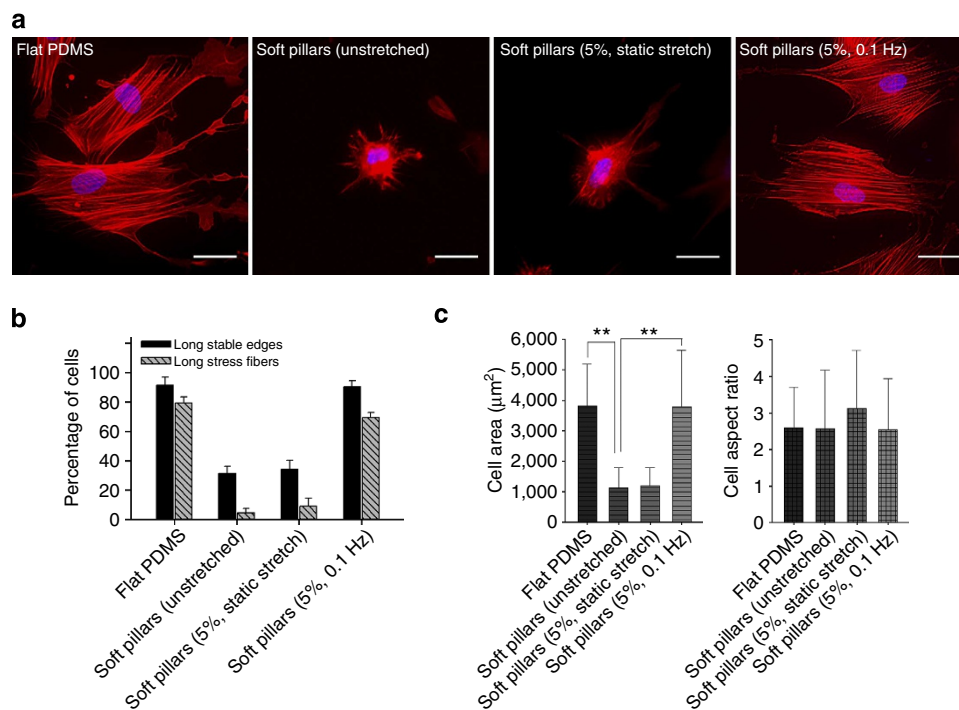 a
Flat PDMS
Soft pillars (unstretched)
Soft pillars (5%, static stretch)
Soft pillars (5%, 0.1 Hz)
b
Long stable edges
Long stress fibers
Percentage of cells
100
80
60
40
20
0
Flat PDMS
Soft pillars (unstretched)
Soft pillars (5%, static stretch)
Soft pillars (5%, 0.1 Hz)
c
Cell area (μm²)
6,000
5,000
4,000
3,000
2,000
1,000
0
** **
Flat PDMS
Soft pillars (unstretched)
Soft pillars (5%, static stretch)
Soft pillars (5%, 0.1 Hz)
Cell aspect ratio
5
4
3
2
1
0
Flat PDMS
Soft pillars (unstretched)
Soft pillars (5%, static stretch)
Soft pillars (5%, 0.1 Hz)